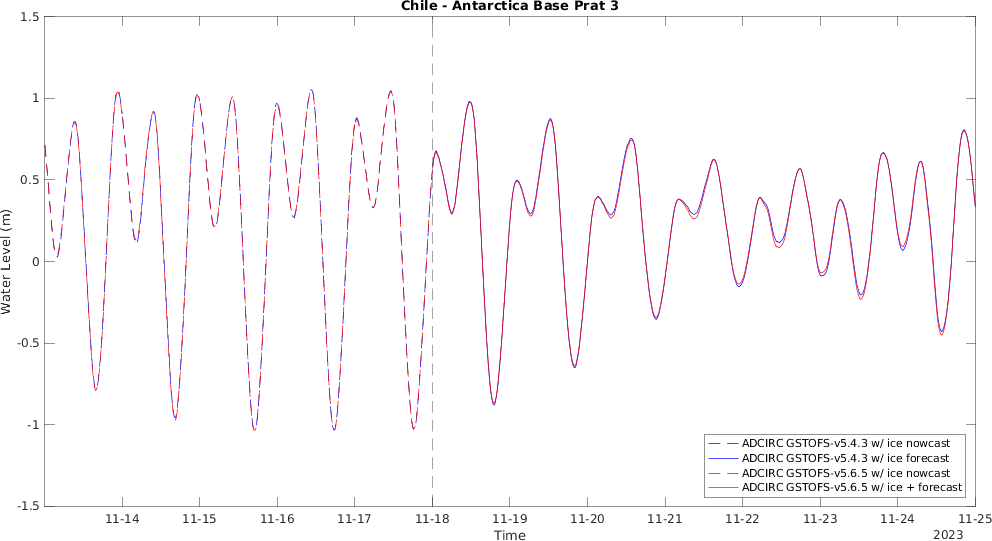 Chile - Antarctica Base Prat 3
1.5
1
0.5
0
-0.5
-1
-1.5
Water Level (m)
11-14 11-15 11-16 11-17 11-18 11-19 11-20 11-21 11-22 11-23 11-24 11-25
Time
2023
ADCIRC GSTOFS-v5.4.3 w/ ice nowcast
ADCIRC GSTOFS-v5.4.3 w/ ice forecast
ADCIRC GSTOFS-v5.6.5 w/ ice nowcast
ADCIRC GSTOFS-v5.6.5 w/ ice + forecast